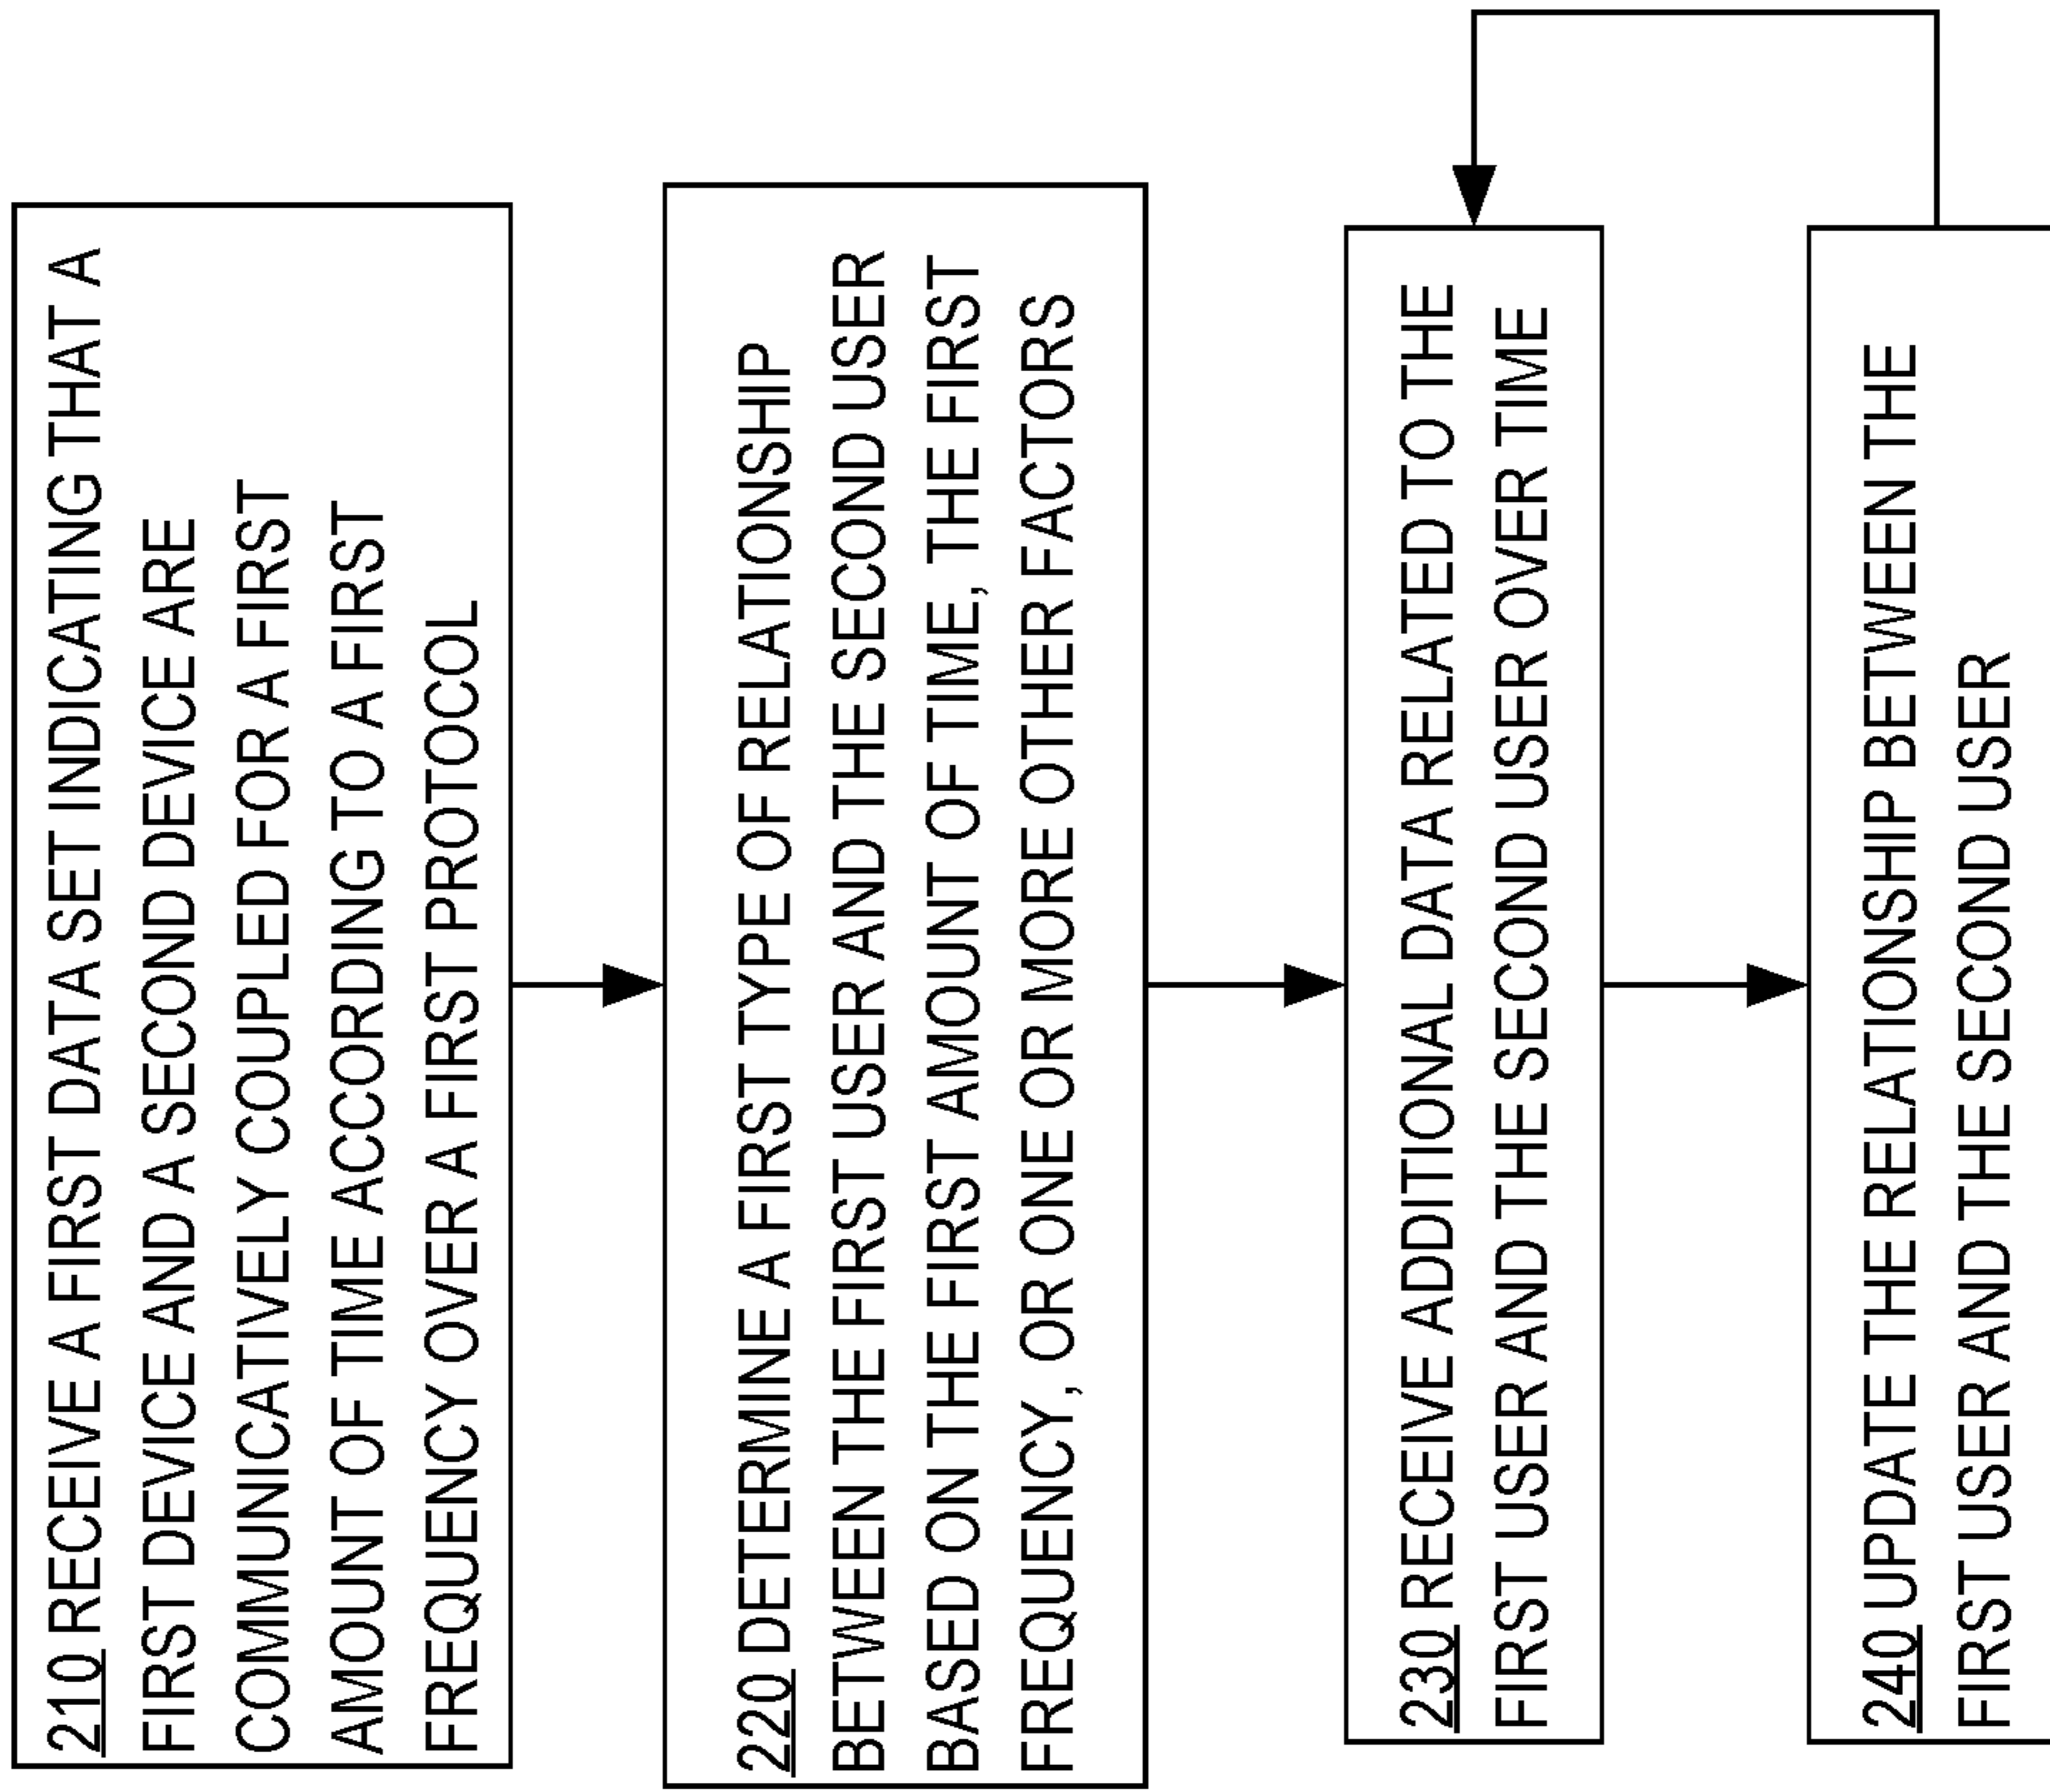 210 RECEIVE A FIRST DATA SET INDICATING THAT A
FIRST DEVICE AND A SECOND DEVICE ARE
COMMUNICATIVELY COUPLED FOR A FIRST
AMOUNT OF TIME ACCORDING TO A FIRST
FREQUENCY OVER A FIRST PROTOCOL
220 DETERMINE A FIRST TYPE OF RELATIONSHIP
BETWEEN THE FIRST USER AND THE SECOND USER
BASED ON THE FIRST AMOUNT OF TIME, THE FIRST
FREQUENCY, OR ONE OR MORE OTHER FACTORS
230 RECEIVE ADDITIONAL DATA RELATED TO THE
FIRST USER AND THE SECOND USER OVER TIME
240 UPDATE THE RELATIONSHIP BETWEEN THE
FIRST USER AND THE SECOND USER